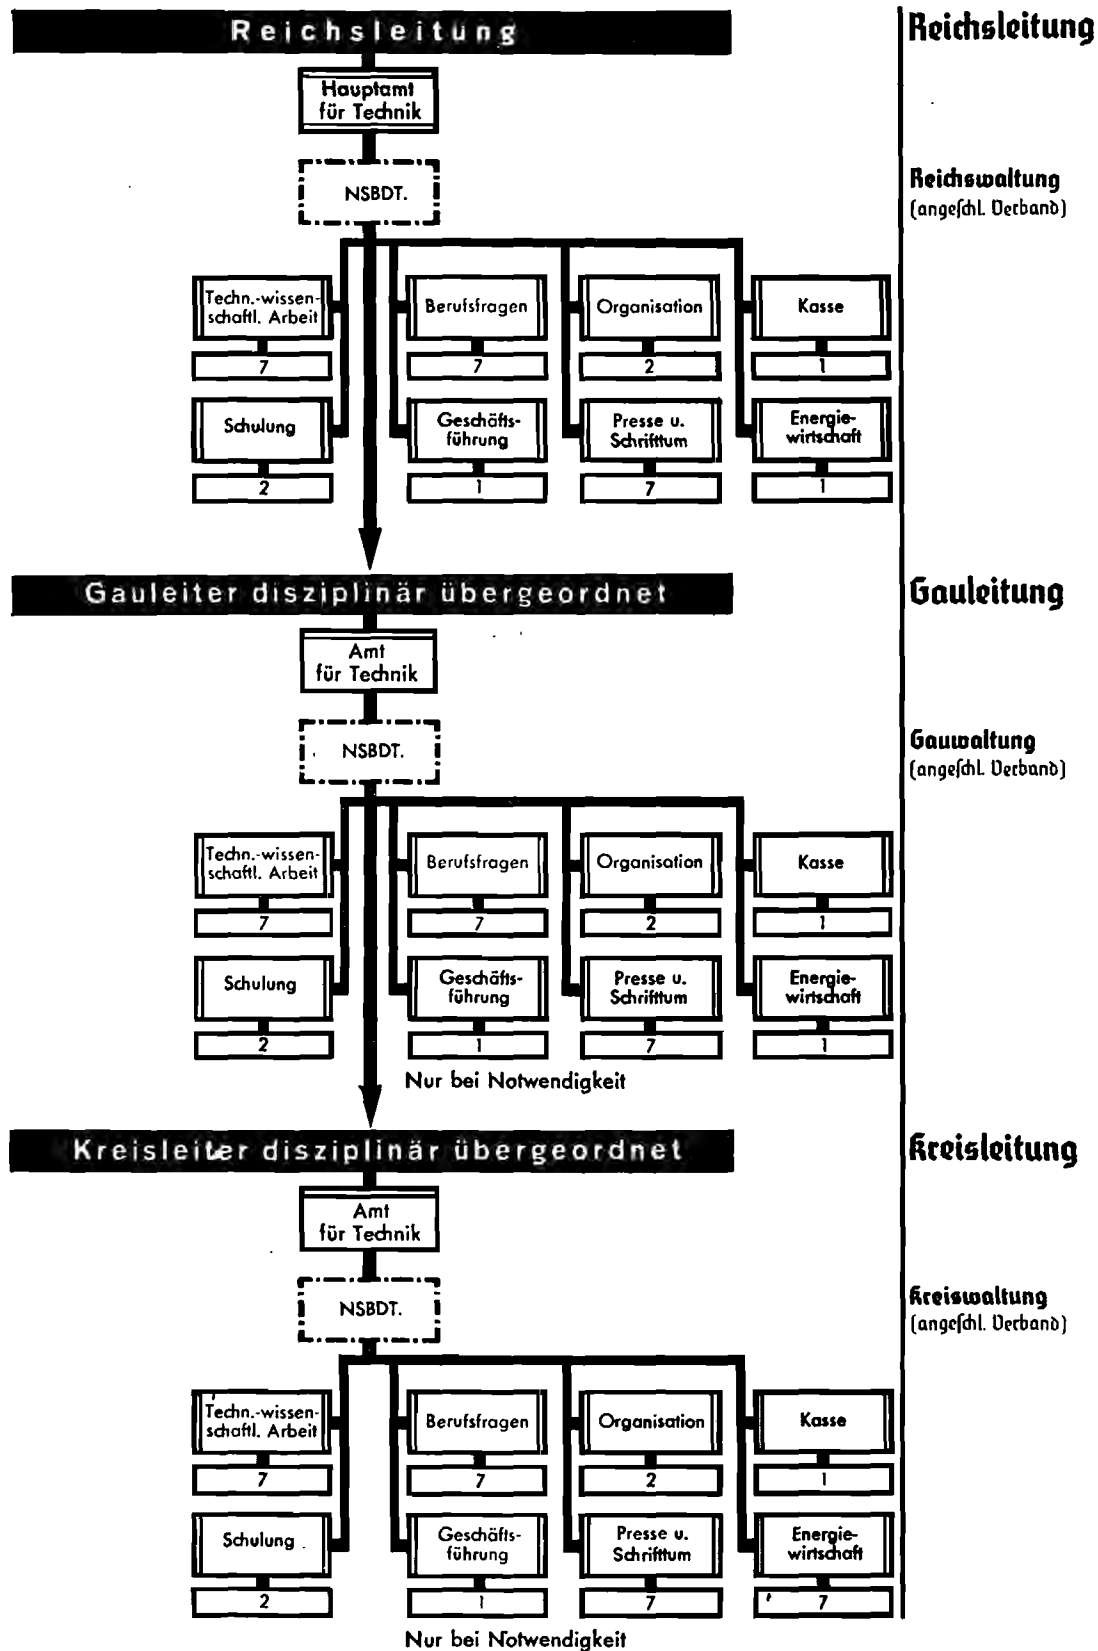 Reichsleitung
Reichsleitung
Hauptamt
für Technik
NSBDT.
Reichswaltung
(angeschl. Verband)
Techn.-wissen-
schaftl. Arbeit
7
Berufsfragen
7
Organisation
2
Kasse
1
Schulung
2
Geschäfts-
führung
1
Presse u.
Schrifttum
7
Energie-
wirtschaft
1
Gauleiter disziplinär übergeordnet
Gauleitung
Amt
für Technik
NSBDT.
Gauwaltung
(angeschl. Verband)
Techn.-wissen-
schaftl. Arbeit
7
Berufsfragen
7
Organisation
2
Kasse
1
Schulung
2
Geschäfts-
führung
1
Presse u.
Schrifttum
7
Energie-
wirtschaft
1
Nur bei Notwendigkeit
Kreisleiter disziplinär übergeordnet
Kreisleitung
Amt
für Technik
NSBDT.
Kreiswaltung
(angeschl. Verband)
Techn.-wissen-
schaftl. Arbeit
7
Berufsfragen
7
Organisation
2
Kasse
1
Schulung
2
Geschäfts-
führung
1
Presse u.
Schrifttum
7
Energie-
wirtschaft
7
Nur bei Notwendigkeit